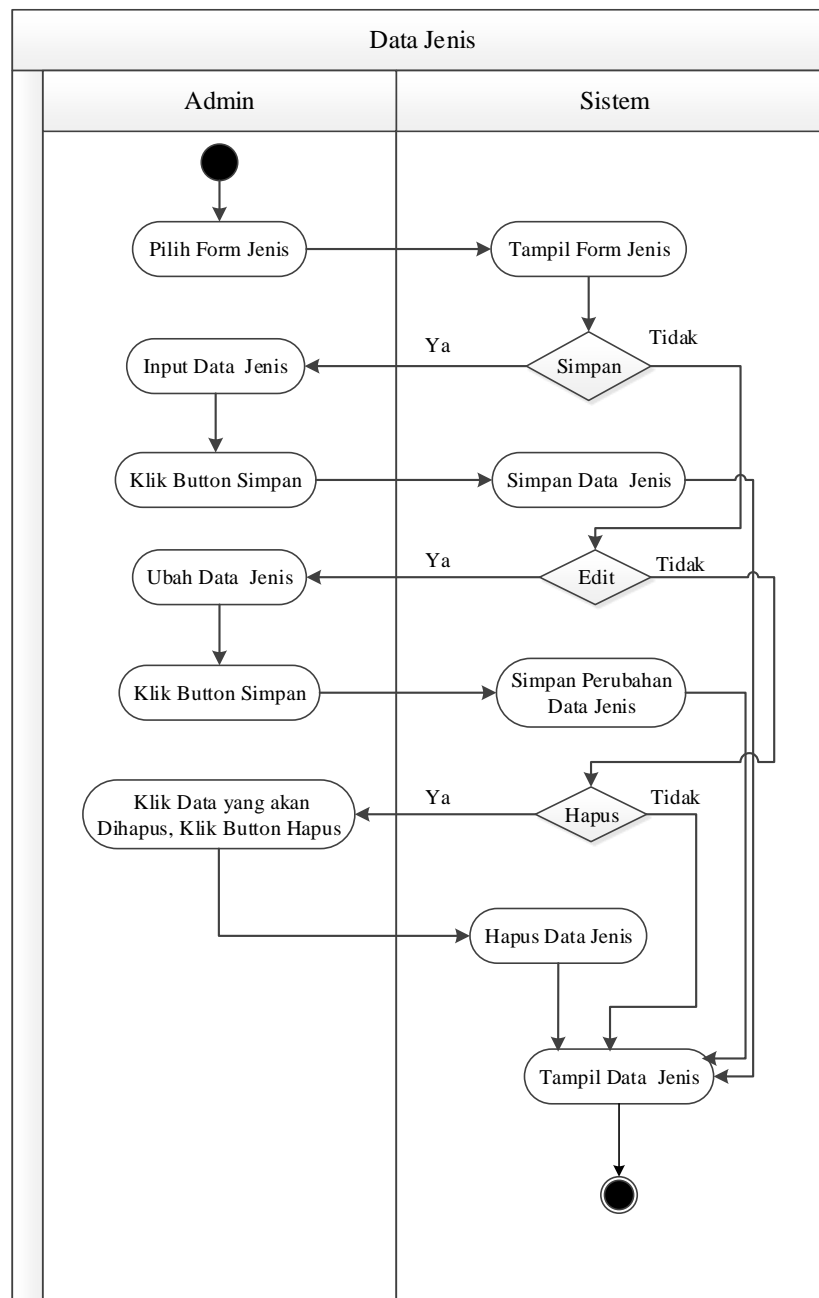 Data Jenis
Admin
Sistem
Pilih Form Jenis
Tampil Form Jenis
Ya
Tidak
Input Data Jenis
Simpan
Klik Button Simpan
Simpan Data Jenis
Ya
Tidak
Ubah Data Jenis
Edit
Klik Button Simpan
Simpan Perubahan
Data Jenis
Ya
Tidak
Klik Data yang akan
Dihapus, Klik Button Hapus
Hapus
Hapus Data Jenis
Tampil Data Jenis